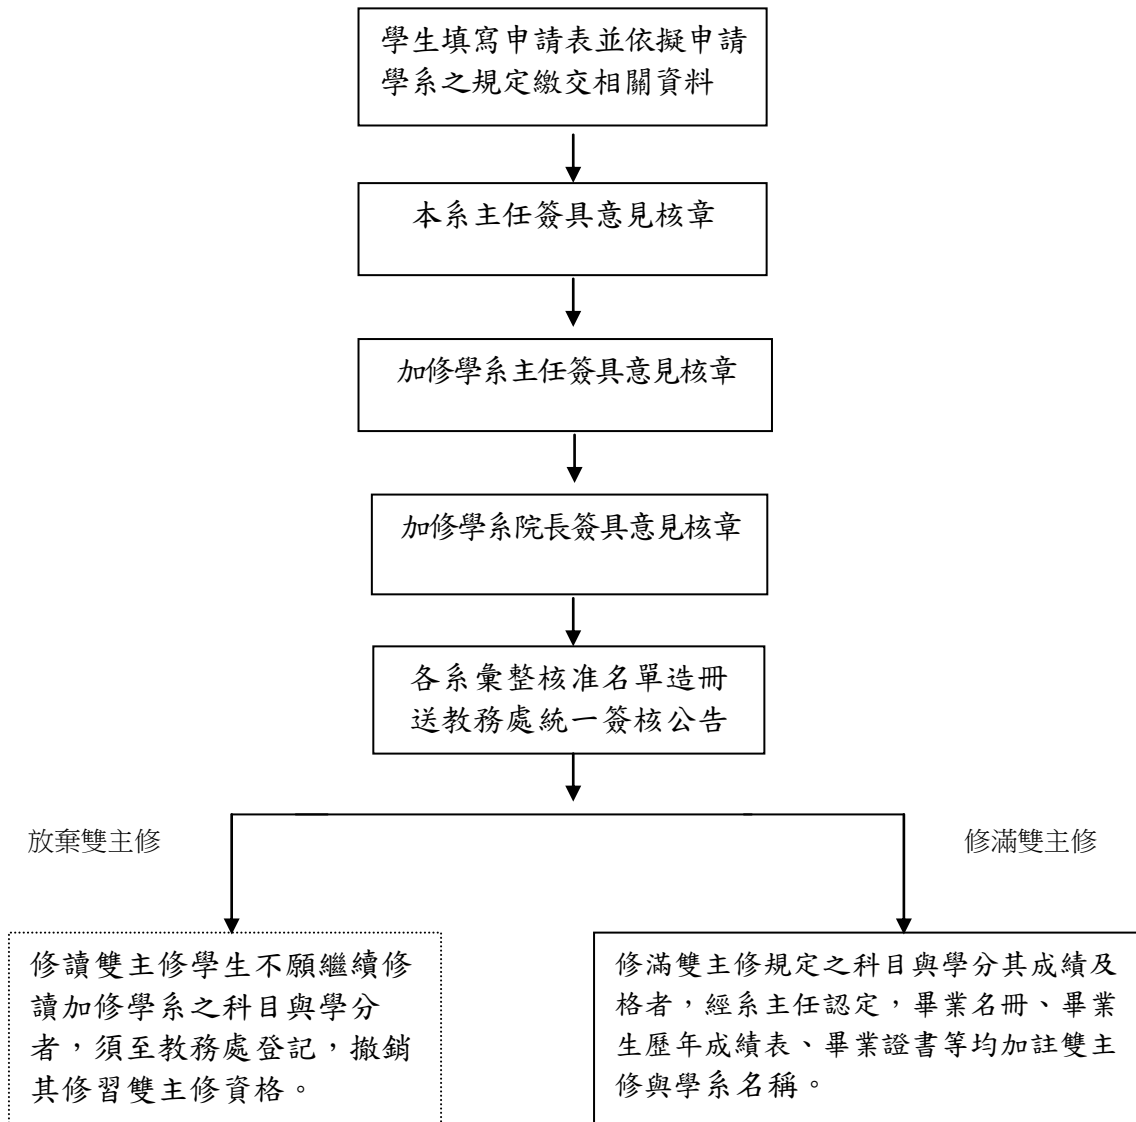 學生填寫申請表並依擬申請
學系之規定繳交相關資料
本系主任簽具意見核章
加修學系主任簽具意見核章
加修學系院長簽具意見核章
各系彙整核准名單造冊
送教務處統一簽核公告
放棄雙主修
修滿雙主修
修讀雙主修學生不願繼續修
讀加修學系之科目與學分
者，須至教務處登記，撤銷
其修習雙主修資格。
修滿雙主修規定之科目與學分其成績及
格者，經系主任認定，畢業名冊、畢業
生歷年成績表、畢業證書等均加註雙主
修與學系名稱。